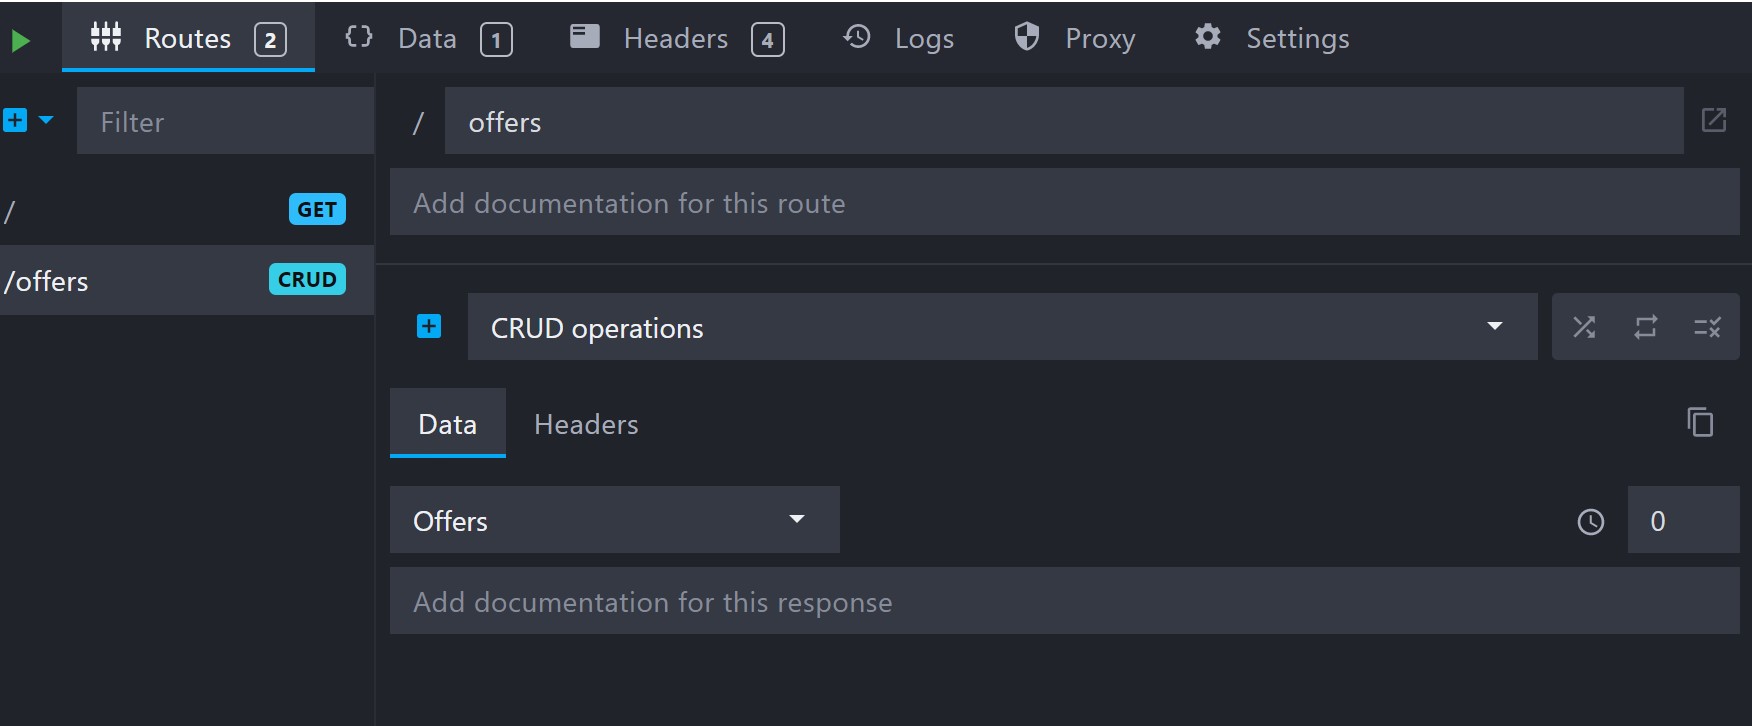 Routes 2 Data 1 Headers 4 Logs Proxy Settings
Filter
/ GET
/offers CRUD
/ offers
Add documentation for this route
CRUD operations
Data Headers
Offers 0
Add documentation for this response